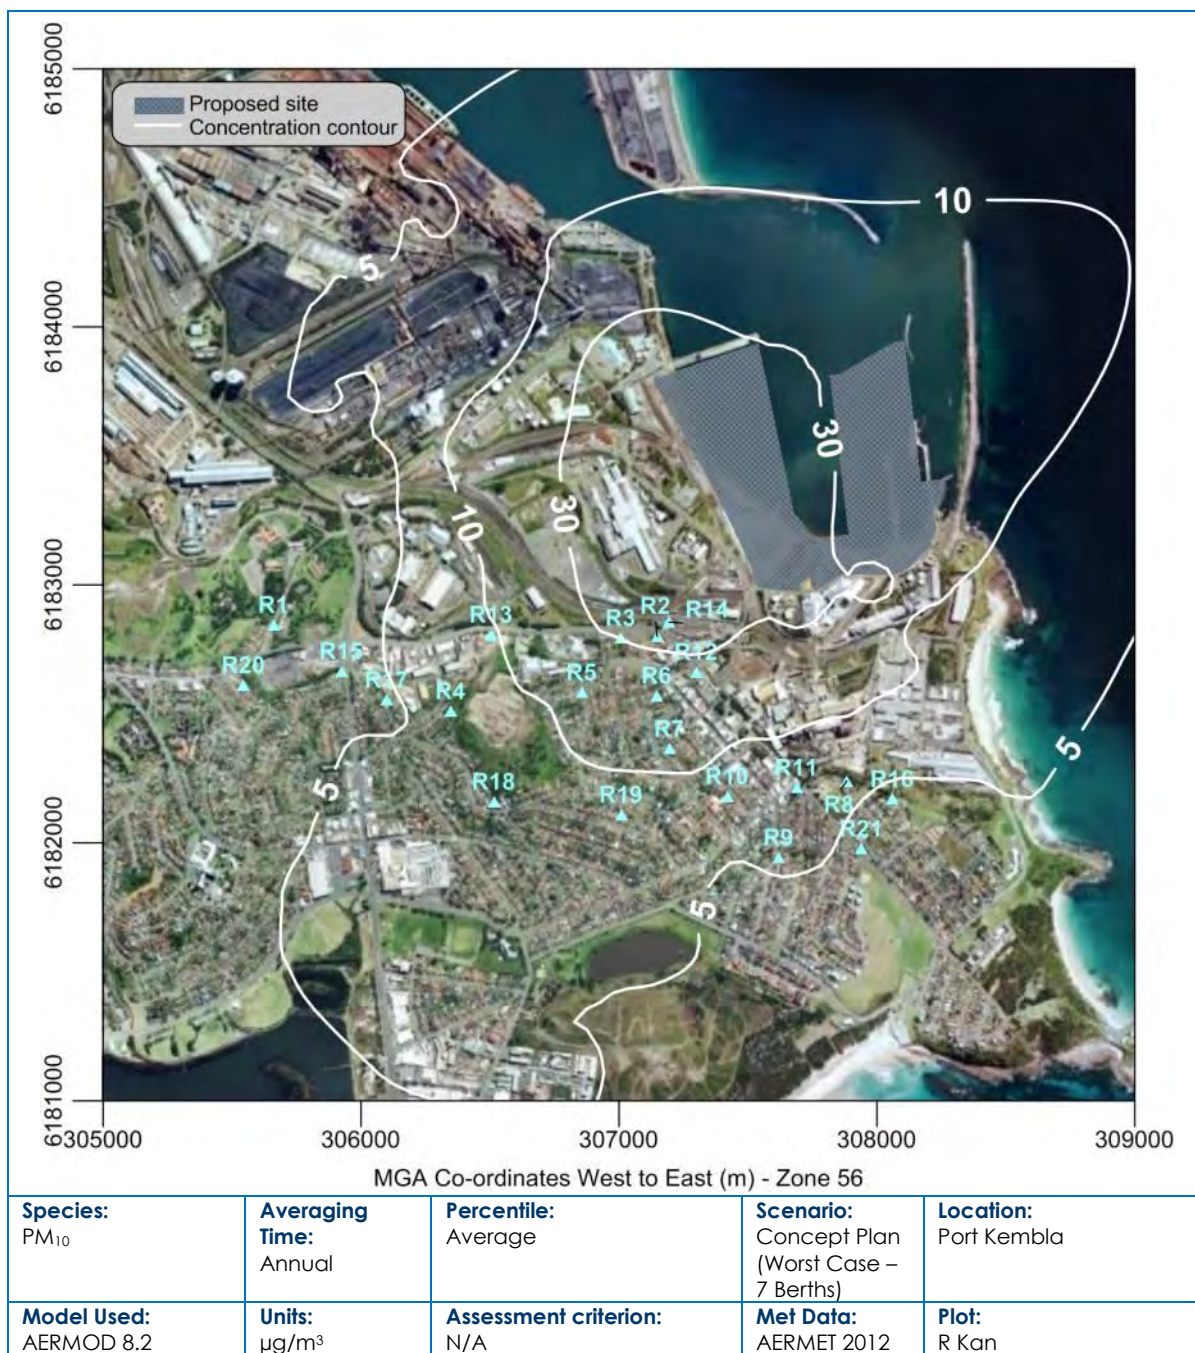 6185000
Proposed site
Concentration contour
10
5
6184000
30
10
30
6183000
R1
R13
R3
R2
R14
R15
R12
R20
R17
R4
R5
R6
R7
R18
R10
R11
R19
R8
R16
5
5
6182000
R9
R21
5
6181000
305000
306000
307000
308000
309000
MGA Co-ordinates West to East (m) - Zone 56
Species:
PM₁₀
Averaging
Time:
Annual
Percentile:
Average
Scenario:
Concept Plan
(Worst Case –
7 Berths)
Location:
Port Kembla
Model Used:
AERMOD 8.2
Units:
µg/m³
Assessment criterion:
N/A
Met Data:
AERMET 2012
Plot:
R Kan